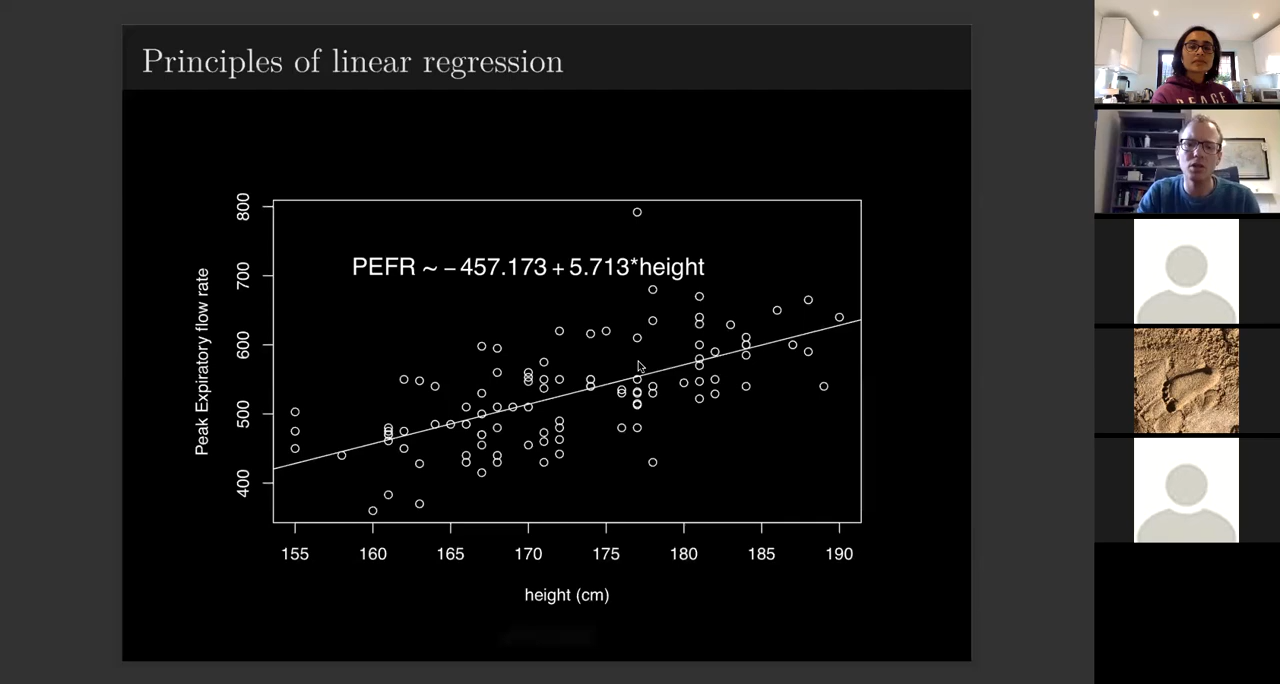 Principles of linear regression
PEFR ~ − 457.173 + 5.713*height
Peak Expiratory flow rate
800
700
600
500
400
155 160 165 170 175 180 185 190
height (cm)
PEACE